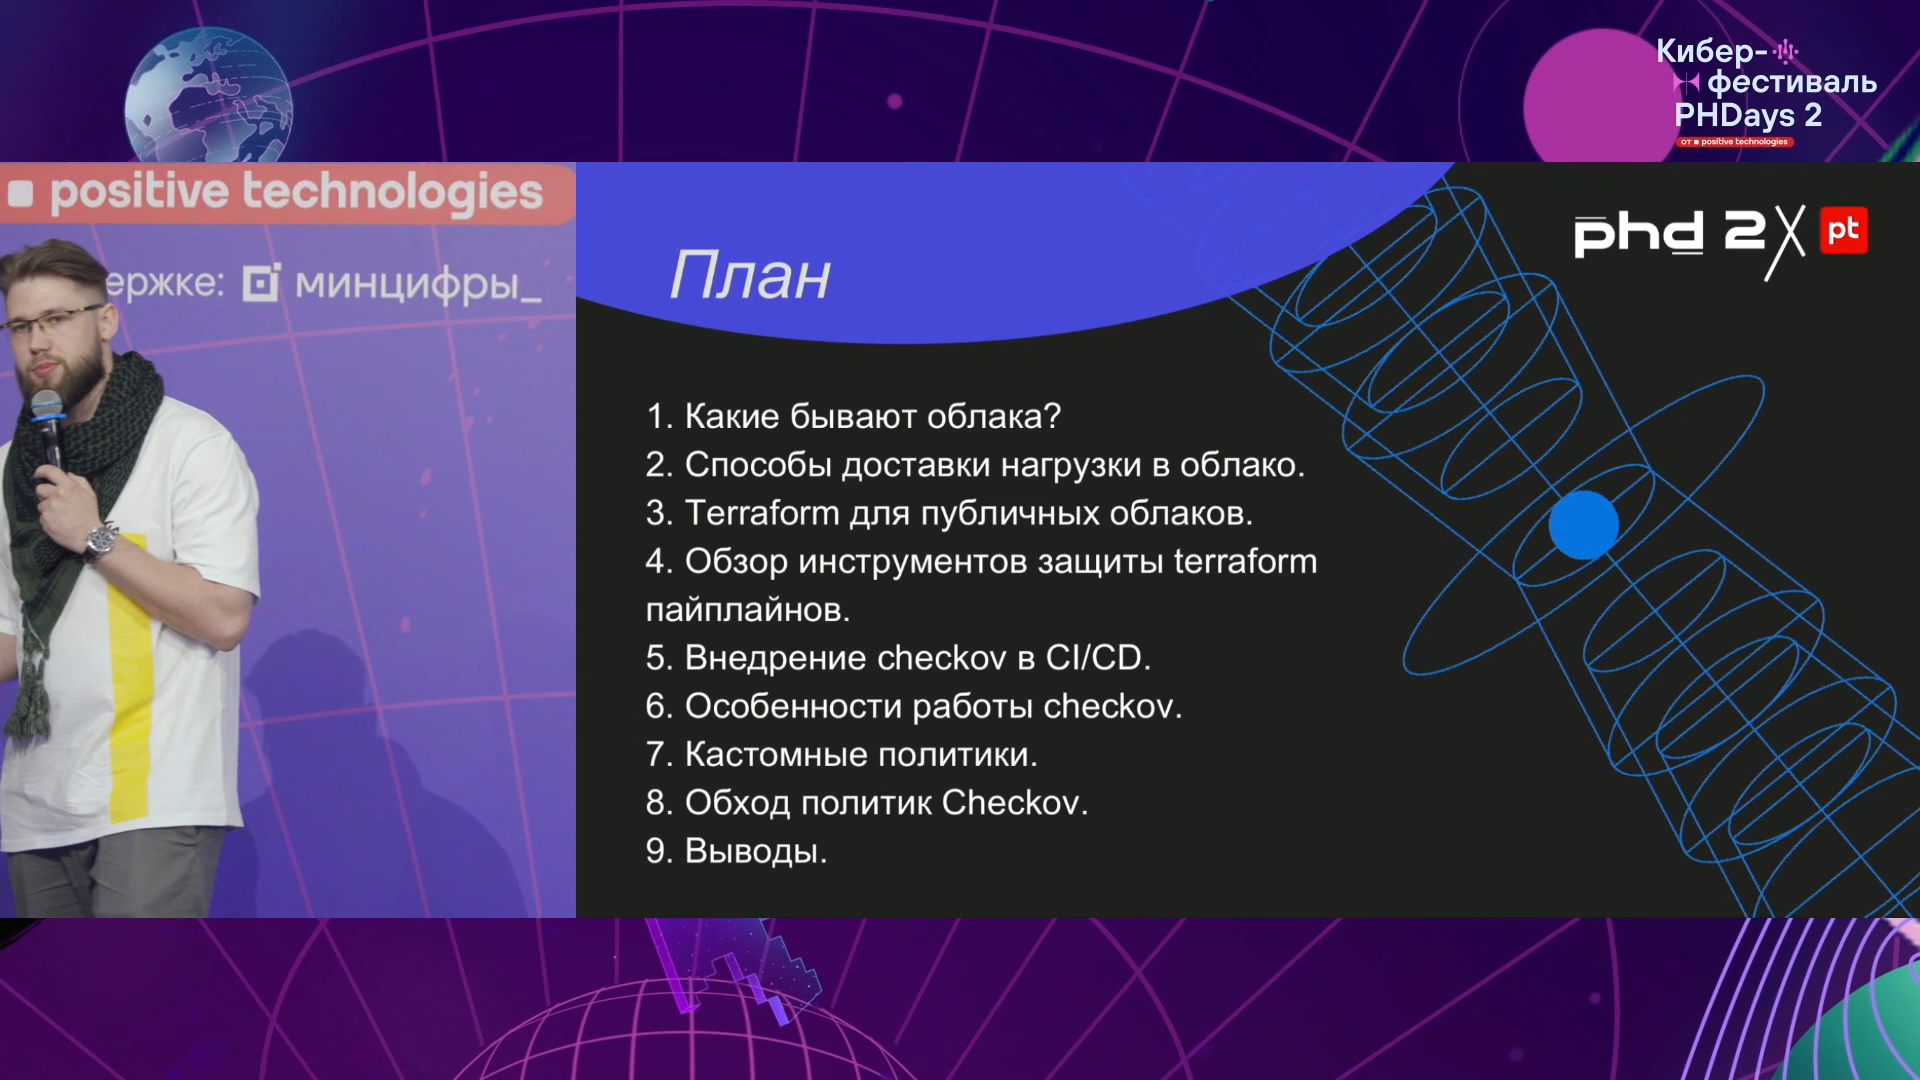 Кибер-
фестиваль
PHDays 2
от positive technologies
positive technologies
ержке: минцифры_
phd 2
pt
План
1. Какие бывают облака?
2. Способы доставки нагрузки в облако.
3. Terraform для публичных облаков.
4. Обзор инструментов защиты terraform
пайплайнов.
5. Внедрение checkov в CI/CD.
6. Особенности работы checkov.
7. Кастомные политики.
8. Обход политик Checkov.
9. Выводы.